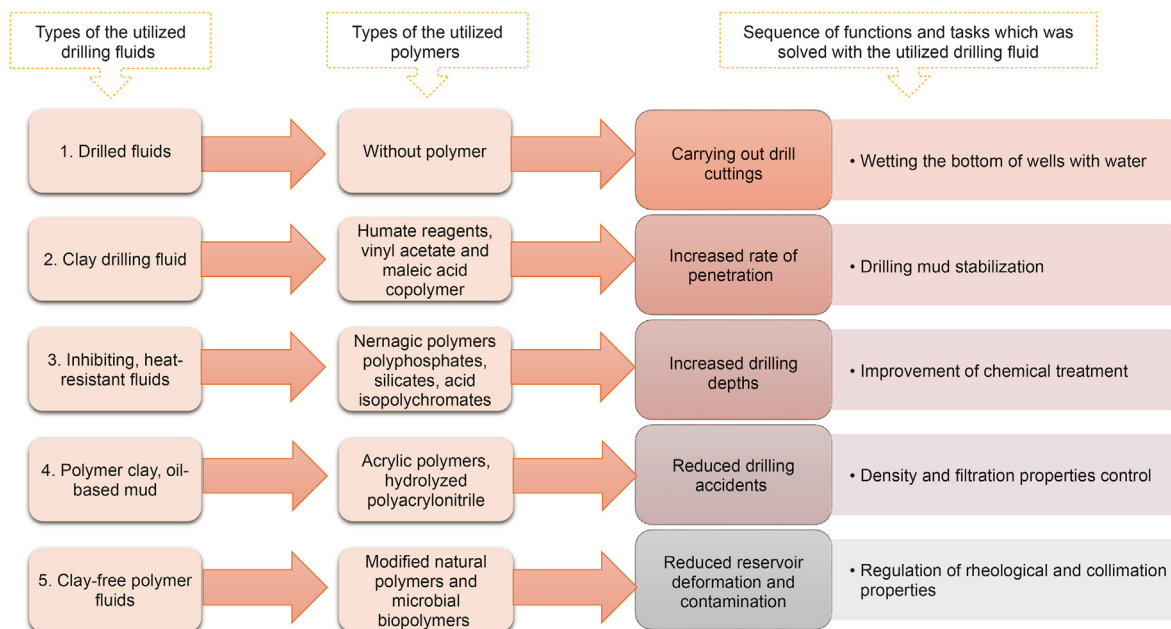 Types of the utilized
drilling fluids
Types of the utilized
polymers
Sequence of functions and tasks which was
solved with the utilized drilling fluid
1. Drilled fluids
Without polymer
Carrying out drill
cuttings
• Wetting the bottom of wells with water
2. Clay drilling fluid
Humate reagents,
vinyl acetate and
maleic acid
copolymer
Increased rate of
penetration
• Drilling mud stabilization
3. Inhibiting, heat-
resistant fluids
Nernagic polymers
polyphosphates,
silicates, acid
isopolychromates
Increased drilling
depths
• Improvement of chemical treatment
4. Polymer clay, oil-
based mud
Acrylic polymers,
hydrolyzed
polyacrylonitrile
Reduced drilling
accidents
• Density and filtration properties control
5. Clay-free polymer
fluids
Modified natural
polymers and
microbial
biopolymers
Reduced reservoir
deformation and
contamination
• Regulation of rheological and collimation
properties